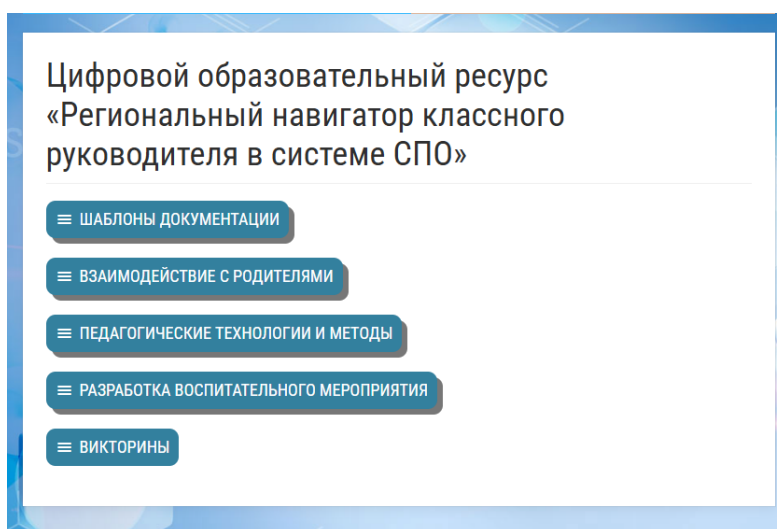 Цифровой образовательный ресурс
«Региональный навигатор классного
руководителя в системе СПО»
ШАБЛОНЫ ДОКУМЕНТАЦИИ
ВЗАИМОДЕЙСТВИЕ С РОДИТЕЛЯМИ
ПЕДАГОГИЧЕСКИЕ ТЕХНОЛОГИИ И МЕТОДЫ
РАЗРАБОТКА ВОСПИТАТЕЛЬНОГО МЕРОПРИЯТИЯ
ВИКТОРИНЫ